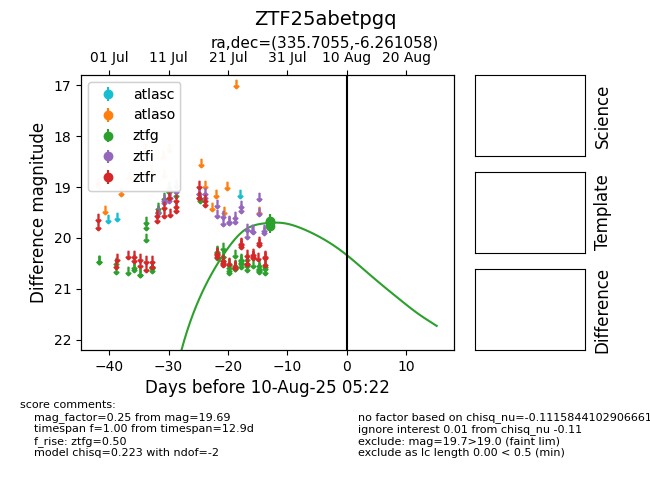 ZTF25abetpgq
ra,dec=(335.7055,-6.261058)
01 Jul 11 Jul 21 Jul 31 Jul 10 Aug 20 Aug
17
18
19
20
21
22
Difference magnitude
atlasc
atlaso
ztfg
ztfi
ztfr
−40 −30 −20 −10 0 10
Days before 10-Aug-25 05:22
Science
Template
Difference
score comments:
mag_factor=0.25 from mag=19.69
timespan f=1.00 from timespan=12.9d
f_rise: ztfg=0.50
model chisq=0.223 with ndof=-2
no factor based on chisq_nu=-0.1115844102906661
ignore interest 0.01 from chisq_nu -0.11
exclude: mag=19.7>19.0 (faint lim)
exclude as lc length 0.00 < 0.5 (min)